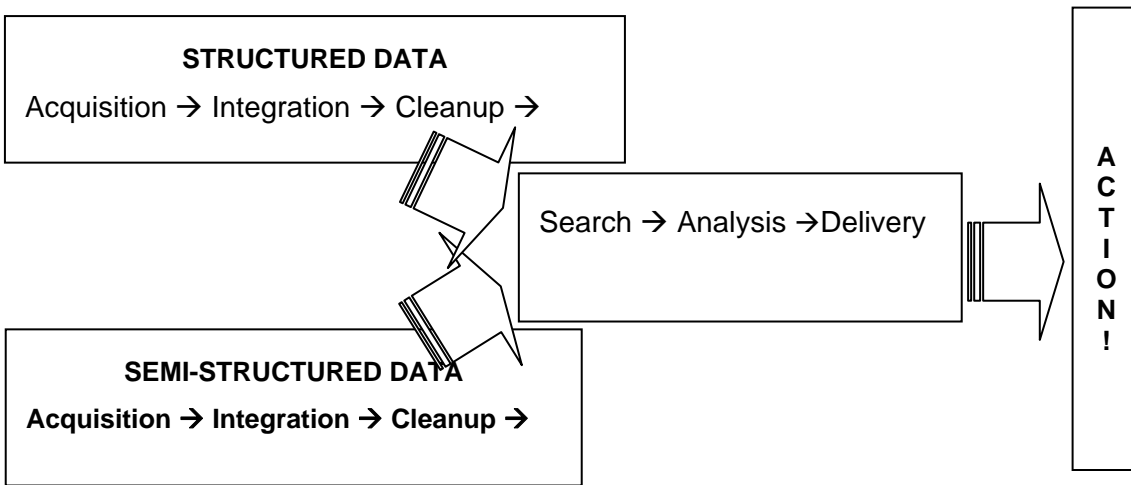 STRUCTURED DATA
Acquisition → Integration → Cleanup →
Search → Analysis →Delivery
SEMI-STRUCTURED DATA
Acquisition → Integration → Cleanup →
A
C
T
I
O
N
!